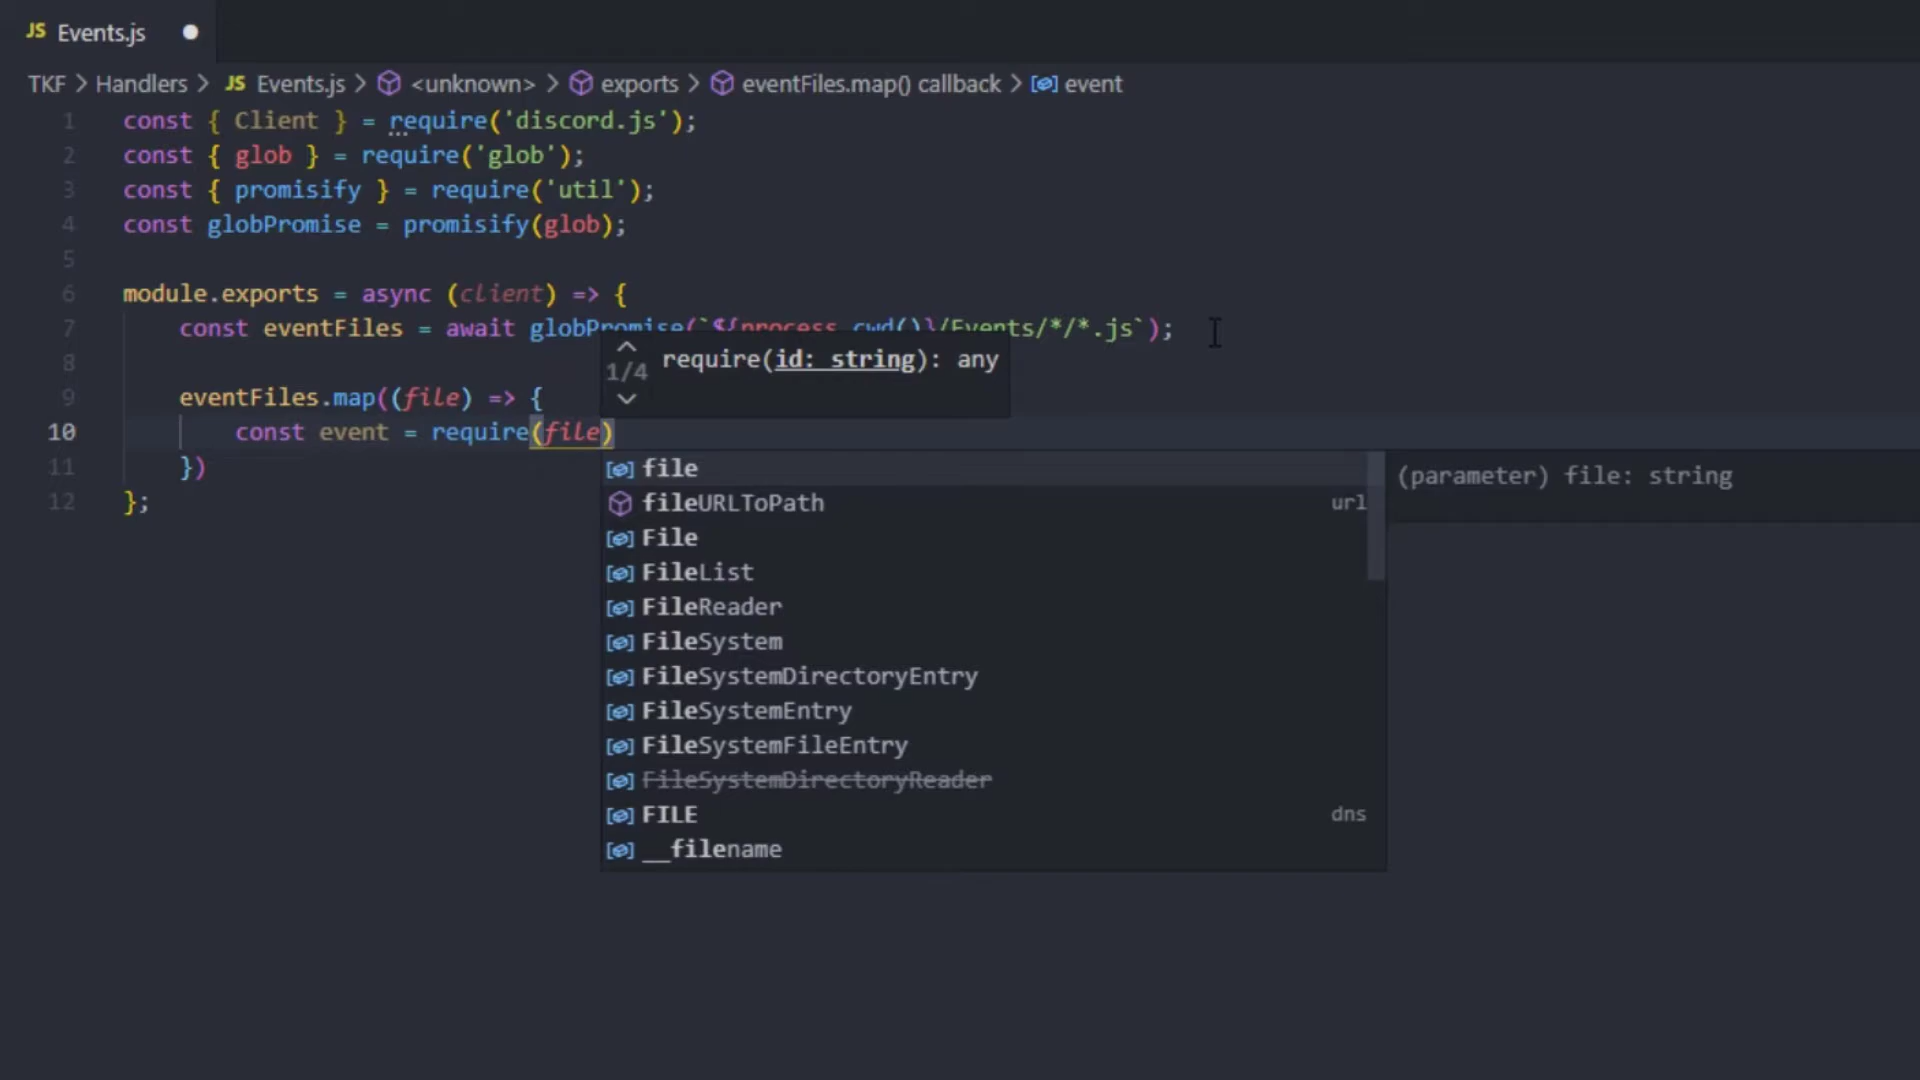 JS Events.js
TKF > Handlers > JS Events.js > <unknown> > exports > eventFiles.map() callback > event
1 const { Client } = require('discord.js');
2 const { glob } = require('glob');
3 const { promisify } = require('util');
4 const globPromise = promisify(glob);
5
6 module.exports = async (client) => {
7 const eventFiles = await globPromise(`${process.cwd()}/Events/*/*.js`);
8
require(id: string): any
1/4
9 eventFiles.map((file) => {
10 const event = require(file)
11 })
12 };
file
(parameter) file: string
fileURLToPath url
File
FileList
FileReader
FileSystem
FileSystemDirectoryEntry
FileSystemEntry
FileSystemFileEntry
FileSystemDirectoryReader
FILE dns
__filename